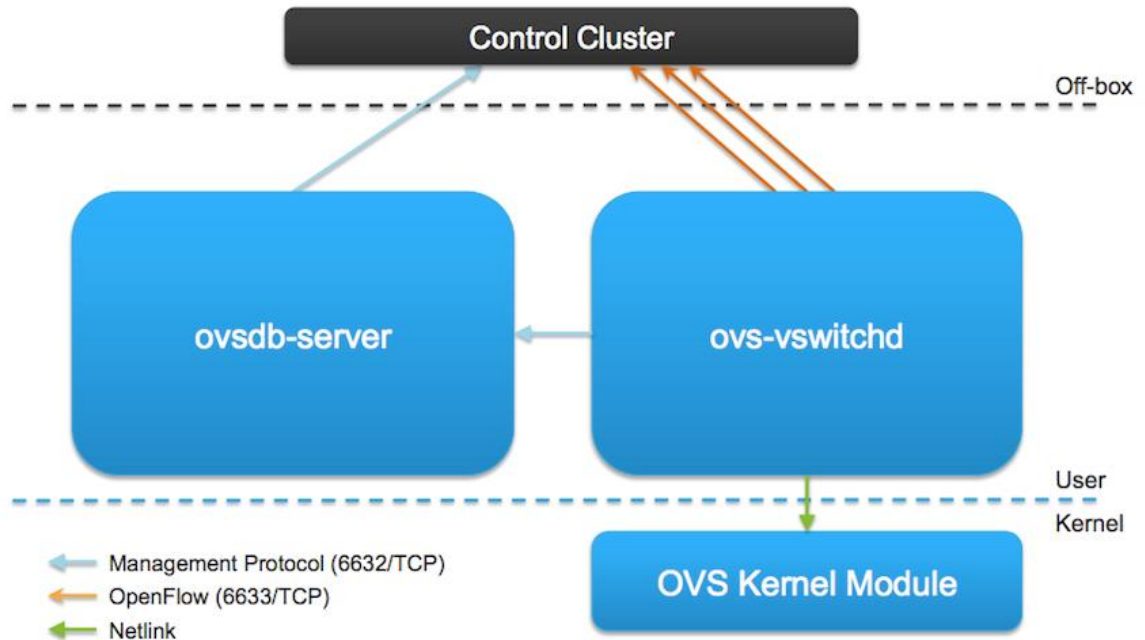 Control Cluster
Off-box
ovsdb-server
ovs-vswitchd
User
Kernel
OVS Kernel Module
Management Protocol (6632/TCP)
OpenFlow (6633/TCP)
Netlink